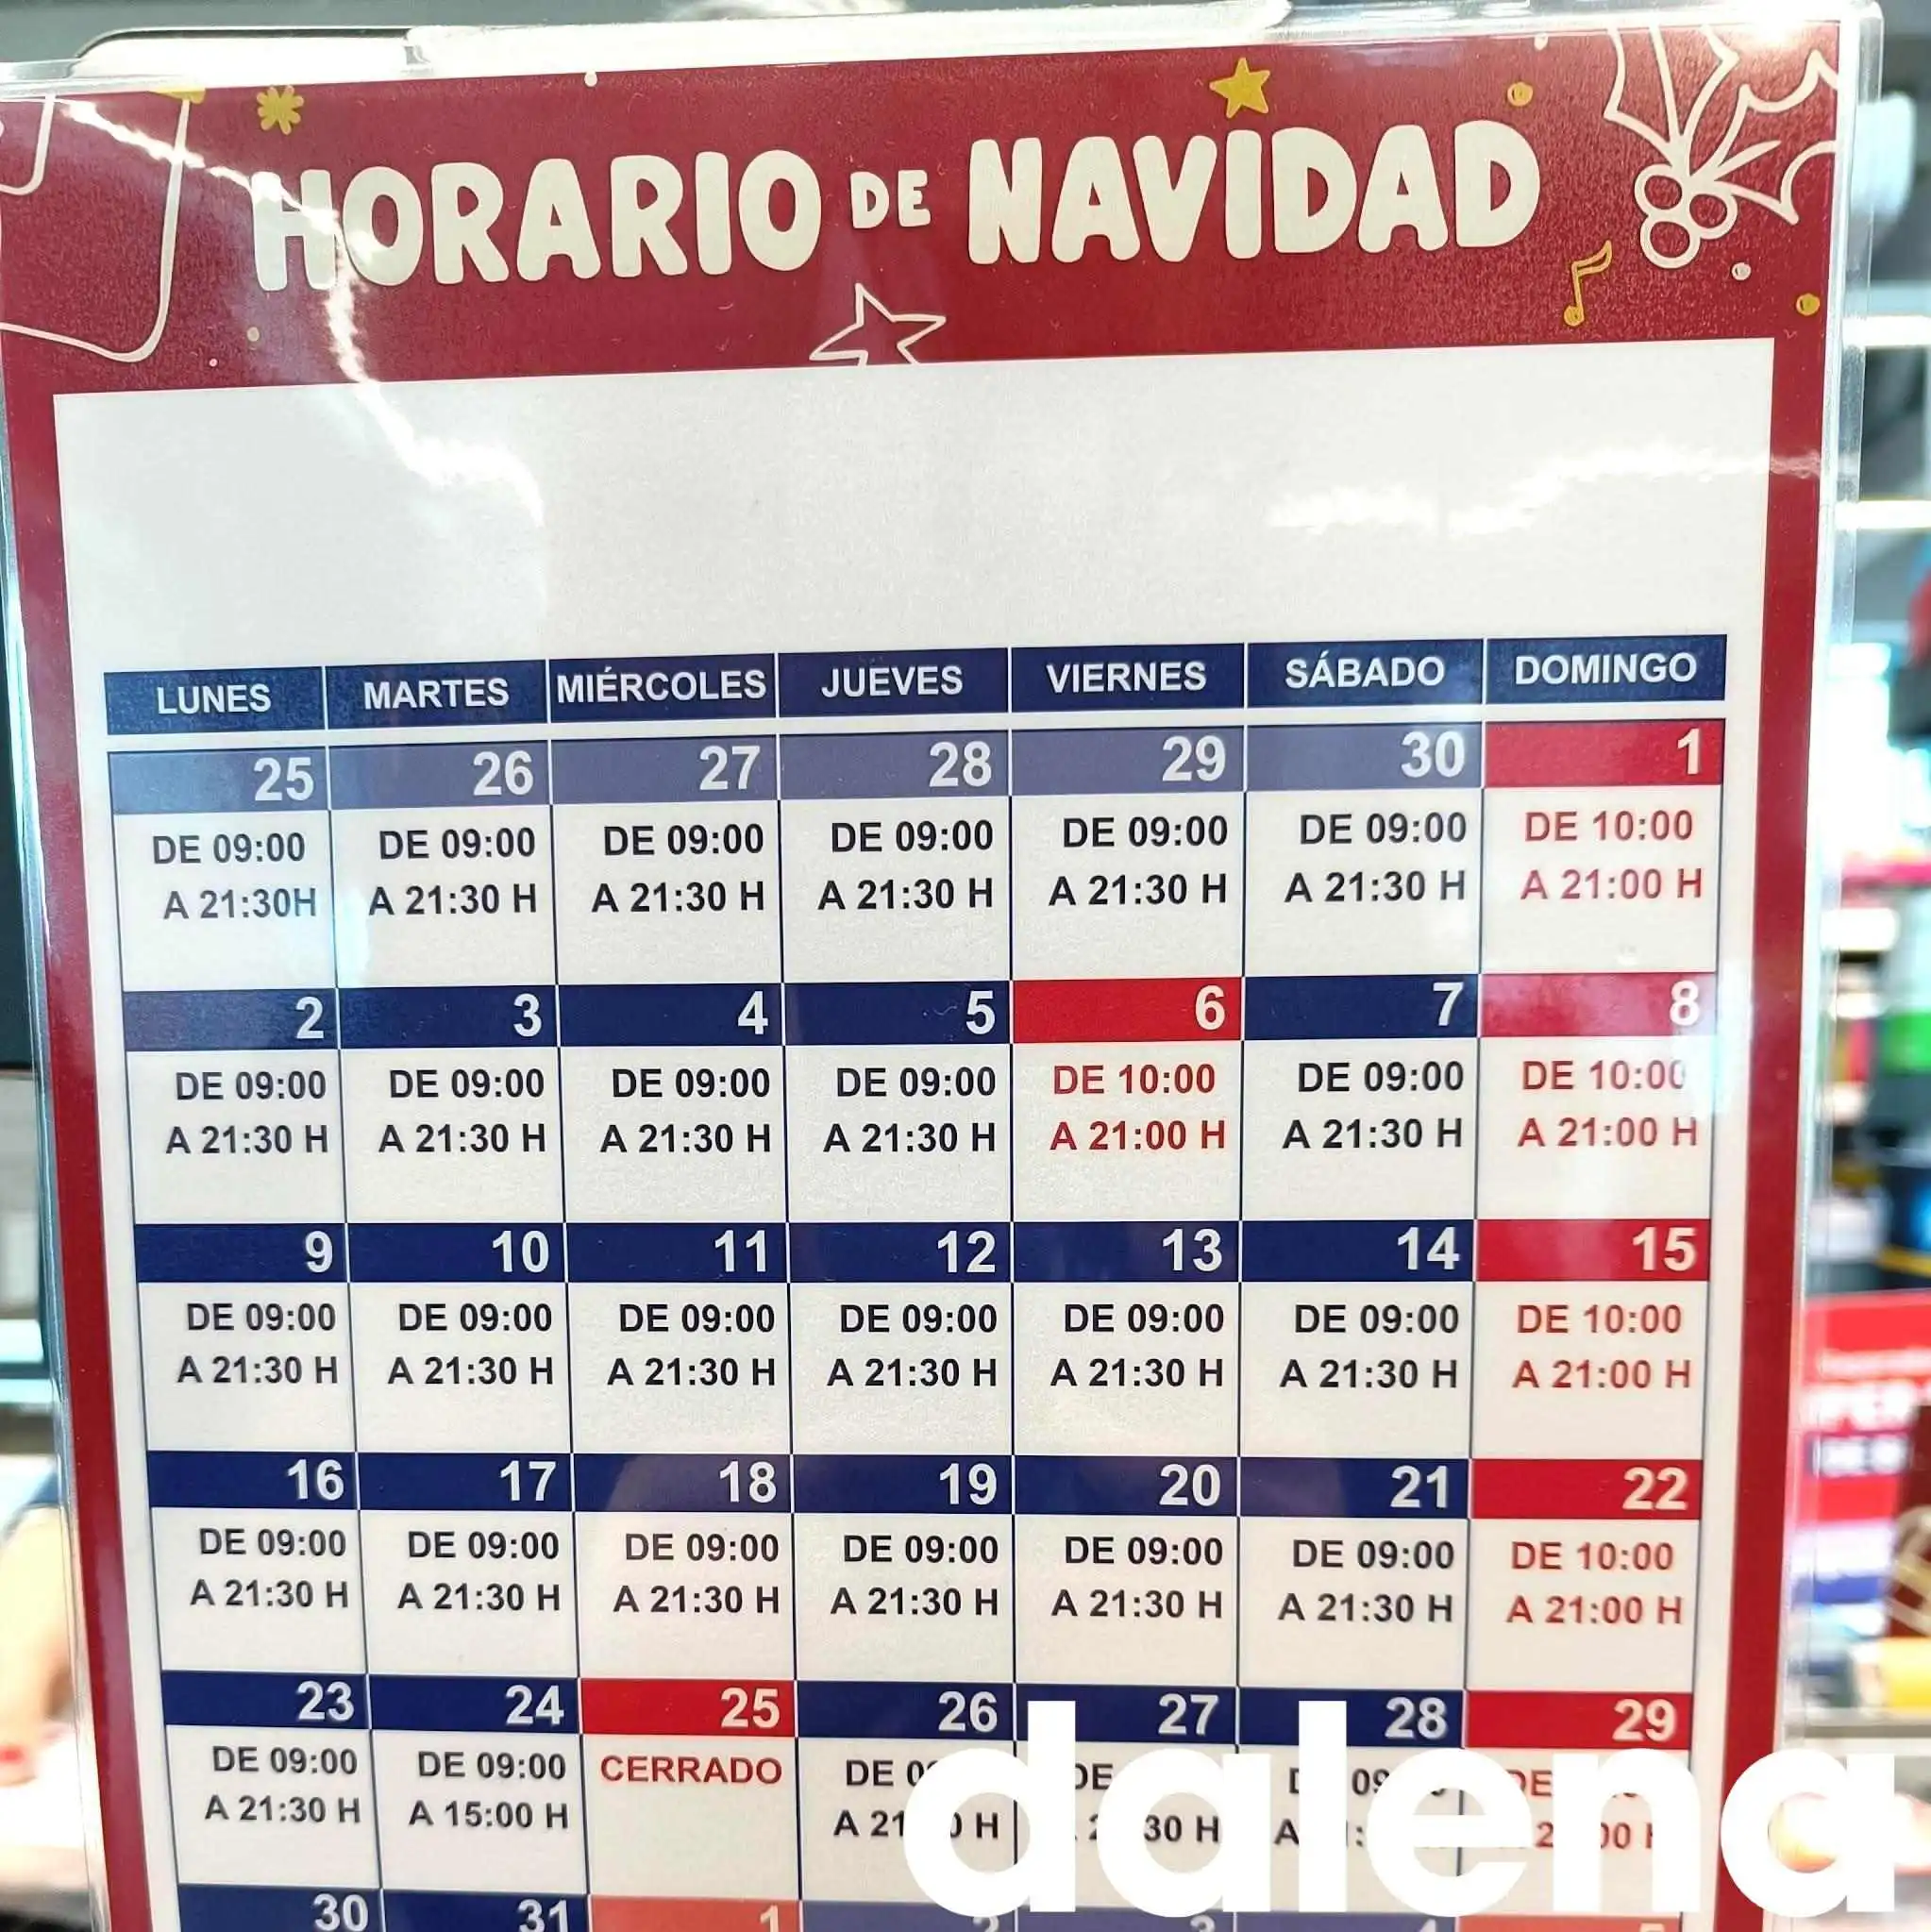 HORARIO DE NAVIDAD
LUNES MARTES MIÉRCOLES JUEVES VIERNES SÁBADO DOMINGO
25 26 27 28 29 30 1
DE 09:00 DE 09:00 DE 09:00 DE 09:00 DE 09:00 DE 09:00 DE 10:00
A 21:30H A 21:30 H A 21:30 H A 21:30 H A 21:30 H A 21:30 H A 21:00 H
2 3 4 5 6 7 8
DE 09:00 DE 09:00 DE 09:00 DE 09:00 DE 10:00 DE 09:00 DE 10:00
A 21:30 H A 21:30 H A 21:30 H A 21:30 H A 21:00 H A 21:30 H A 21:00 H
9 10 11 12 13 14 15
DE 09:00 DE 09:00 DE 09:00 DE 09:00 DE 09:00 DE 09:00 DE 10:00
A 21:30 H A 21:30 H A 21:30 H A 21:30 H A 21:30 H A 21:30 H A 21:00 H
16 17 18 19 20 21 22
DE 09:00 DE 09:00 DE 09:00 DE 09:00 DE 09:00 DE 09:00 DE 10:00
A 21:30 H A 21:30 H A 21:30 H A 21:30 H A 21:30 H A 21:30 H A 21:00 H
23 24 25 26 27 28 29
DE 09:00 DE 09:00 CERRADO DE DE
A 21:30 H A 15:00 H A H 30 H A
30 31 1
dalena